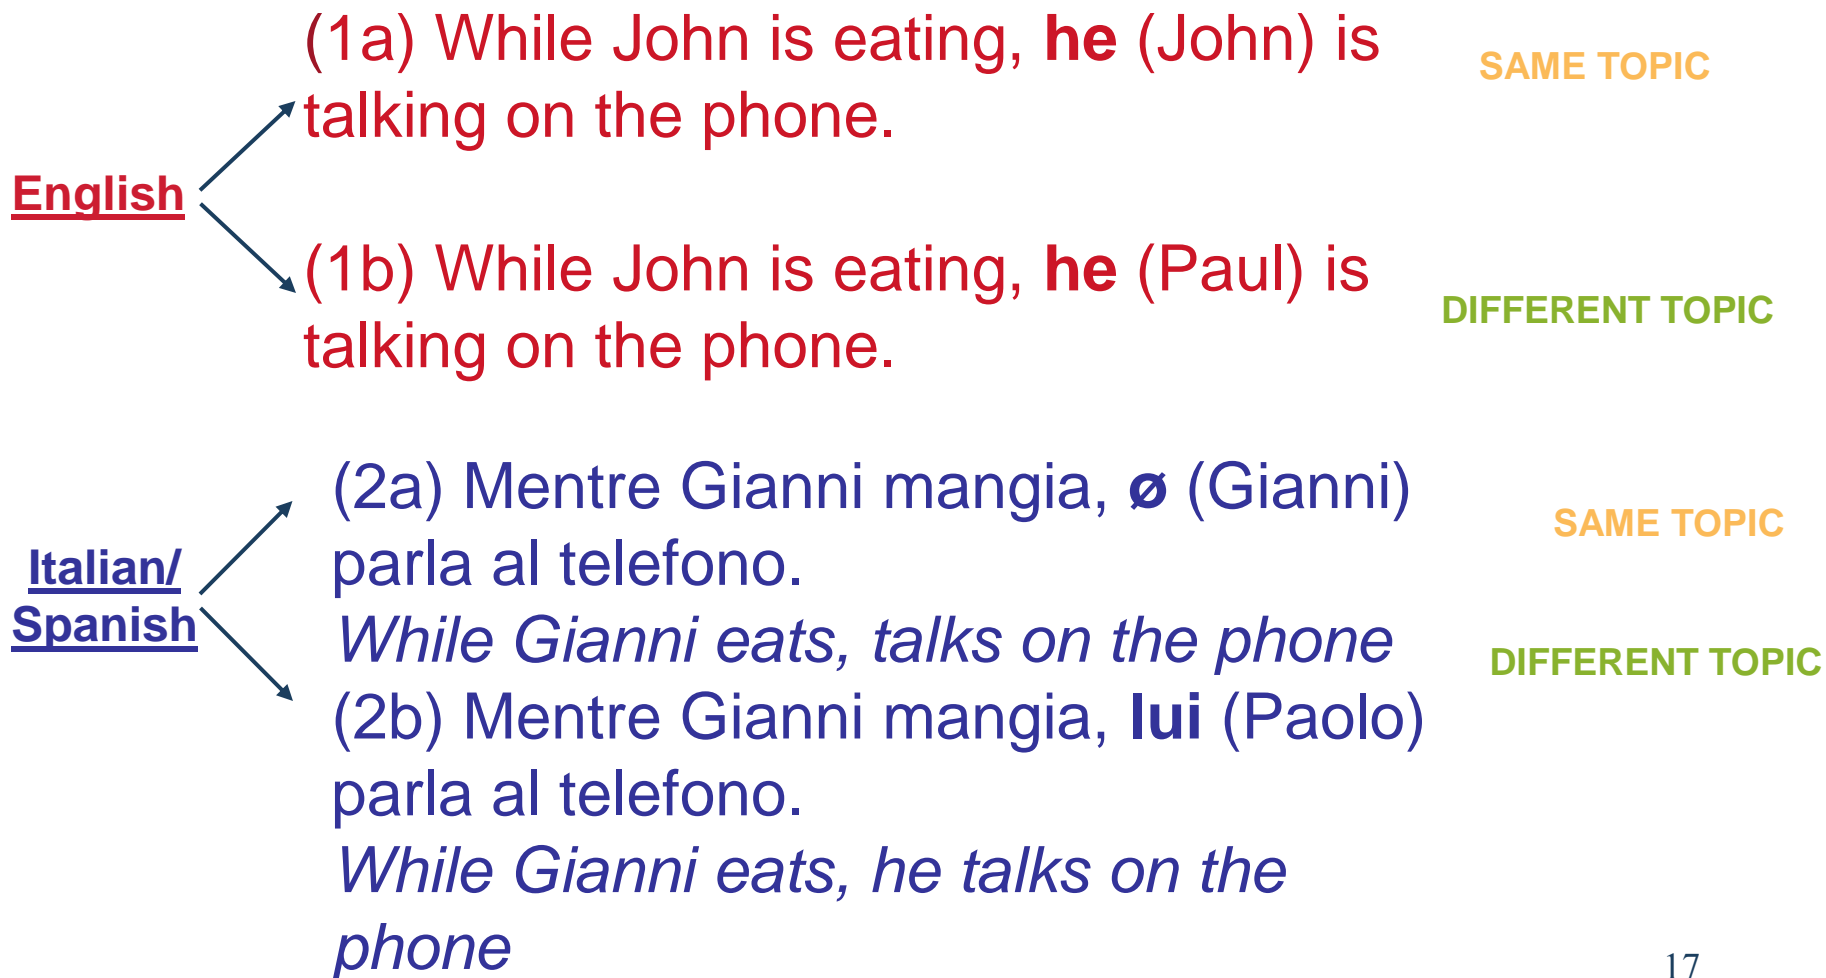 (1a) While John is eating, he (John) is
talking on the phone.
SAME TOPIC
English
(1b) While John is eating, he (Paul) is
talking on the phone.
DIFFERENT TOPIC
(2a) Mentre Gianni mangia, ø (Gianni)
parla al telefono.
SAME TOPIC
Italian/
Spanish
While Gianni eats, talks on the phone
DIFFERENT TOPIC
(2b) Mentre Gianni mangia, lui (Paolo)
parla al telefono.
While Gianni eats, he talks on the
phone
17